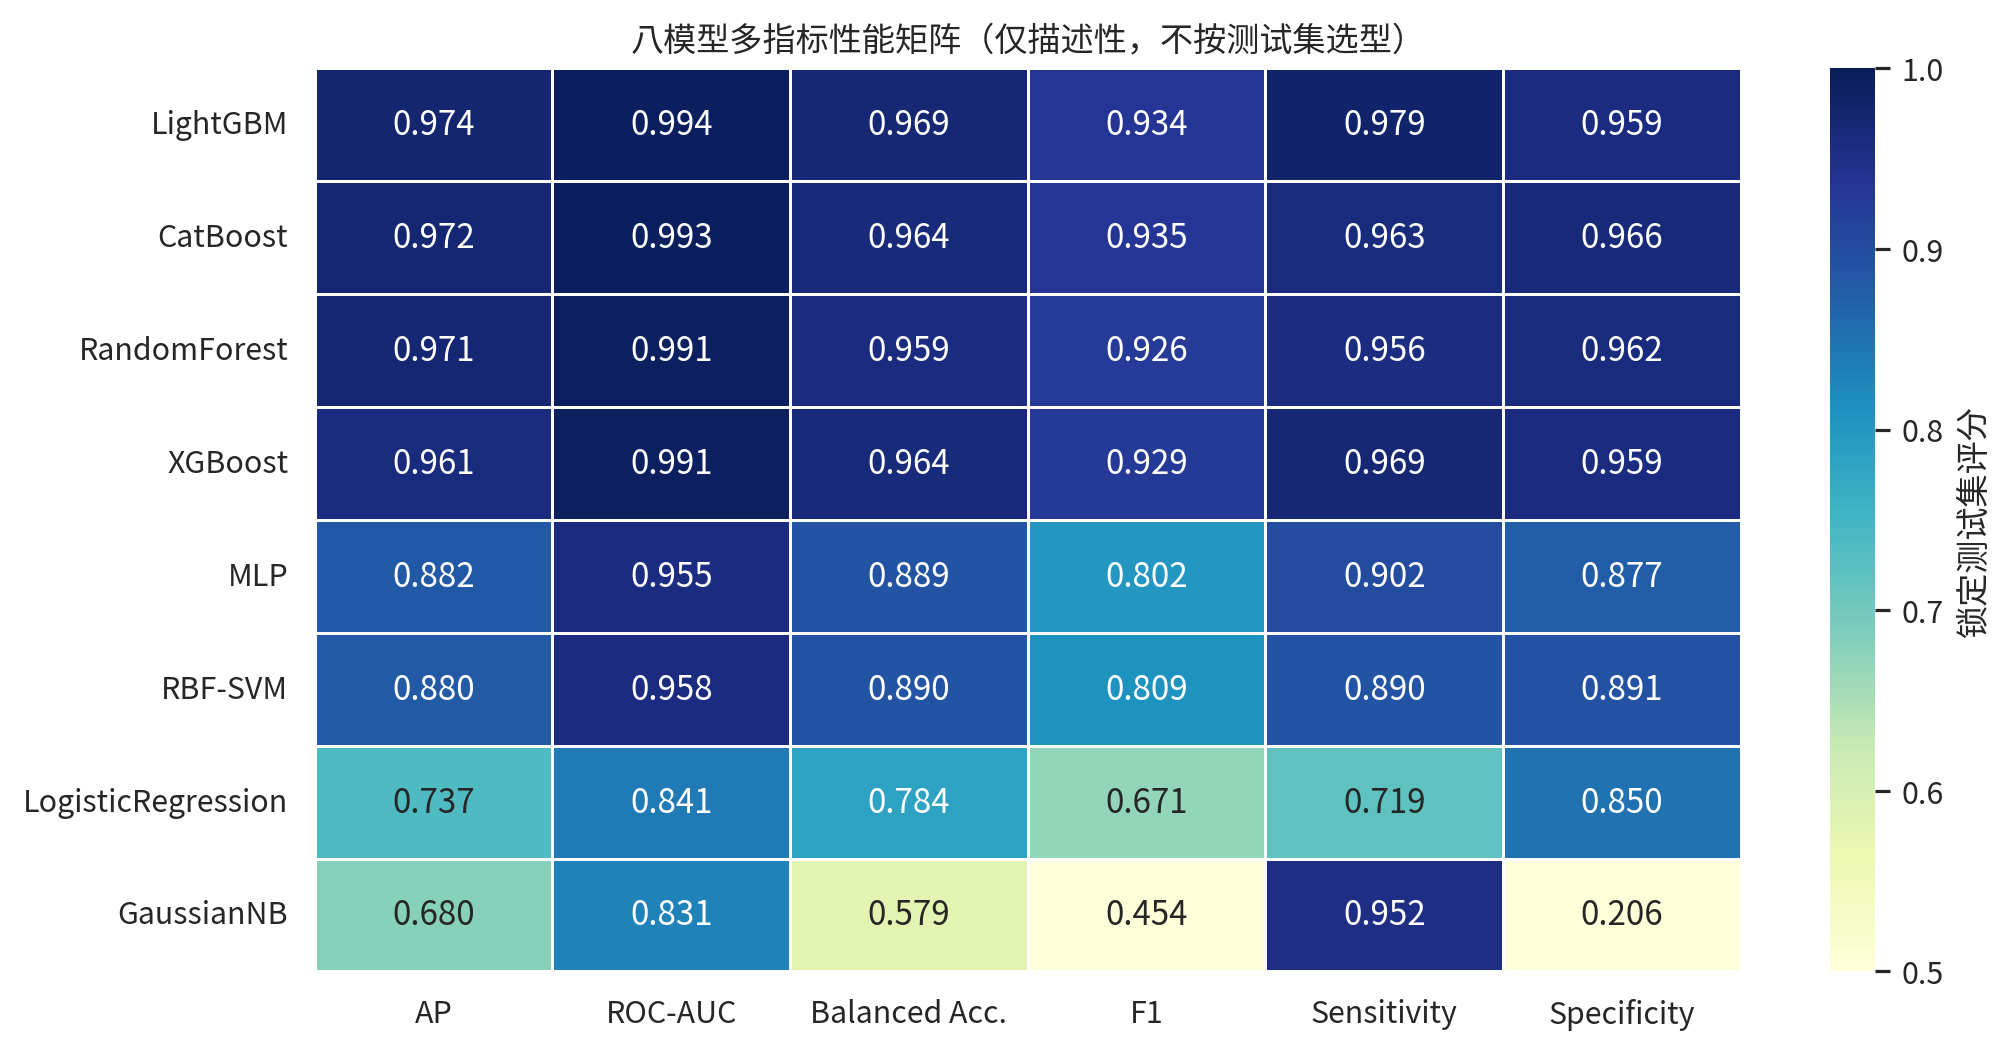 八模型多指标性能矩阵（仅描述性，不按测试集选型）
LightGBM 0.974 0.994 0.969 0.934 0.979 0.959
CatBoost 0.972 0.993 0.964 0.935 0.963 0.966
RandomForest 0.971 0.991 0.959 0.926 0.956 0.962
XGBoost 0.961 0.991 0.964 0.929 0.969 0.959
MLP 0.882 0.955 0.889 0.802 0.902 0.877
RBF-SVM 0.880 0.958 0.890 0.809 0.890 0.891
LogisticRegression 0.737 0.841 0.784 0.671 0.719 0.850
GaussianNB 0.680 0.831 0.579 0.454 0.952 0.206
AP ROC-AUC Balanced Acc. F1 Sensitivity Specificity
1.0
0.9
0.8
0.7
0.6
0.5
锁定测试集评分